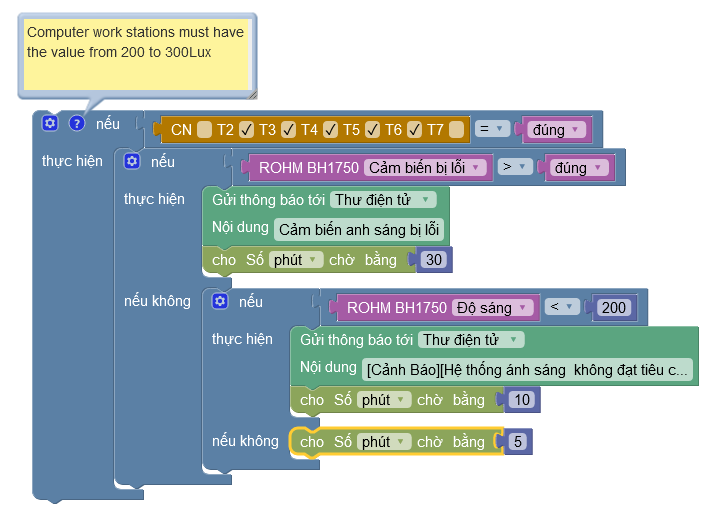 Computer work stations must have
the value from 200 to 300Lux
? nếu CN T2 ✓ T3 ✓ T4 ✓ T5 ✓ T6 ✓ T7 = đúng
thực hiện nếu ROHM BH1750 Cảm biến bị lỗi > đúng
thực hiện Gửi thông báo tới Thư điện tử
Nội dung Cảm biến anh sáng bị lỗi
cho Số phút chờ bằng 30
nếu không nếu ROHM BH1750 Độ sáng < 200
thực hiện Gửi thông báo tới Thư điện tử
Nội dung [Cảnh Báo][Hệ thống ánh sáng không đạt tiêu c...
cho Số phút chờ bằng 10
nếu không cho Số phút chờ bằng 5